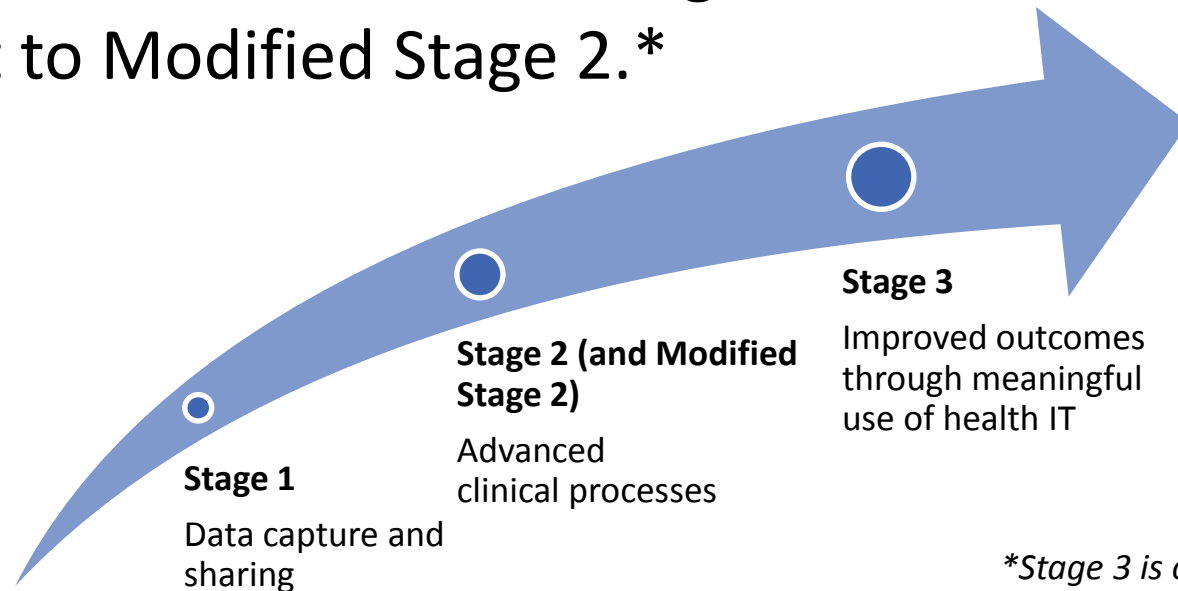 to Modified Stage 2.*
Stage 1
Data capture and
sharing
Stage 2 (and Modified
Stage 2)
Advanced
clinical processes
Stage 3
Improved outcomes
through meaningful
use of health IT
*Stage 3 is